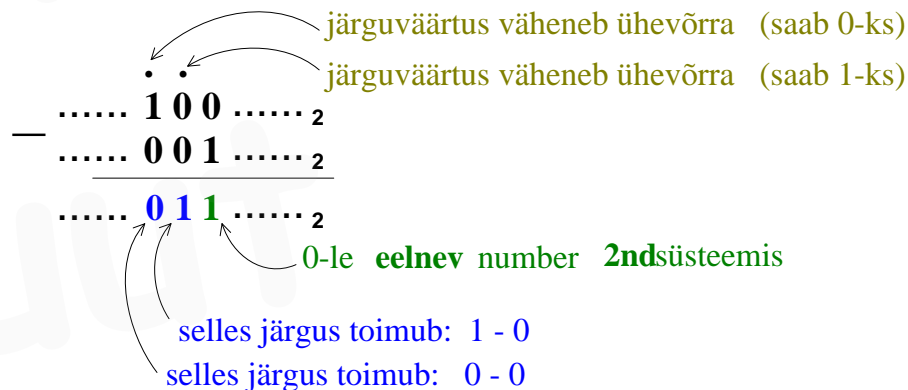 järguväärtus väheneb ühevõrra (saab 0-ks)
järguväärtus väheneb ühevõrra (saab 1-ks)
...... 1 0 0 ...... 2
— ...... 0 0 1 ...... 2
...... 0 1 1 ...... 2
0-le eelnev number 2ndsüsteemis
selles järgus toimub: 1 - 0
selles järgus toimub: 0 - 0